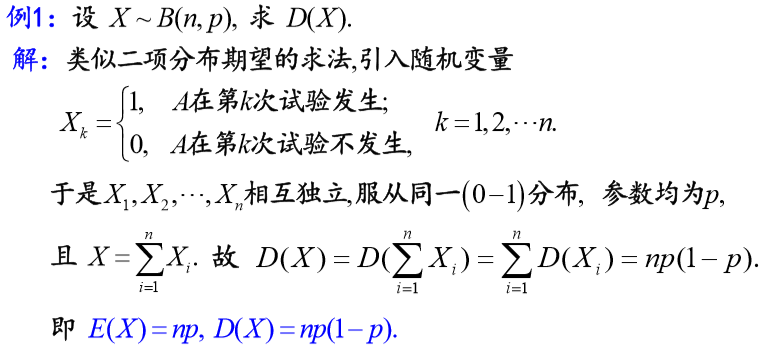 例1：设 X ~ B(n, p), 求 D(X).
解：类似二项分布期望的求法,引入随机变量
X_k = {1, A在第k次试验发生; 0, A在第k次试验不发生, k = 1, 2, ⋯n.
于是X_1, X_2, ⋯, X_n相互独立,服从同一(0−1)分布, 参数均为p,
且 X = ∑_{i=1}^{n} X_i. 故 D(X) = D(∑_{i=1}^{n} X_i) = ∑_{i=1}^{n} D(X_i) = np(1 − p).
即 E(X) = np, D(X) = np(1 − p).